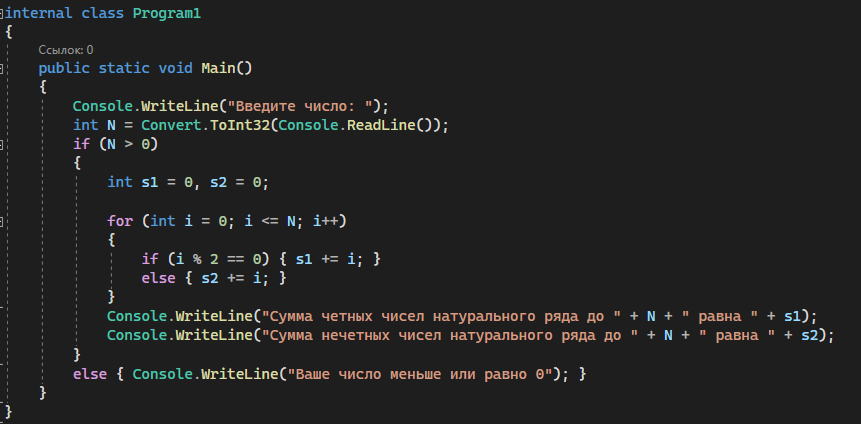 internal class Program1
{
Ссылок: 0
public static void Main()
{
Console.WriteLine("Введите число: ");
int N = Convert.ToInt32(Console.ReadLine());
if (N > 0)
{
int s1 = 0, s2 = 0;
for (int i = 0; i <= N; i++)
{
if (i % 2 == 0) { s1 += i; }
else { s2 += i; }
}
Console.WriteLine("Сумма четных чисел натурального ряда до " + N + " равна " + s1);
Console.WriteLine("Сумма нечетных чисел натурального ряда до " + N + " равна " + s2);
}
else { Console.WriteLine("Ваше число меньше или равно 0"); }
}
}